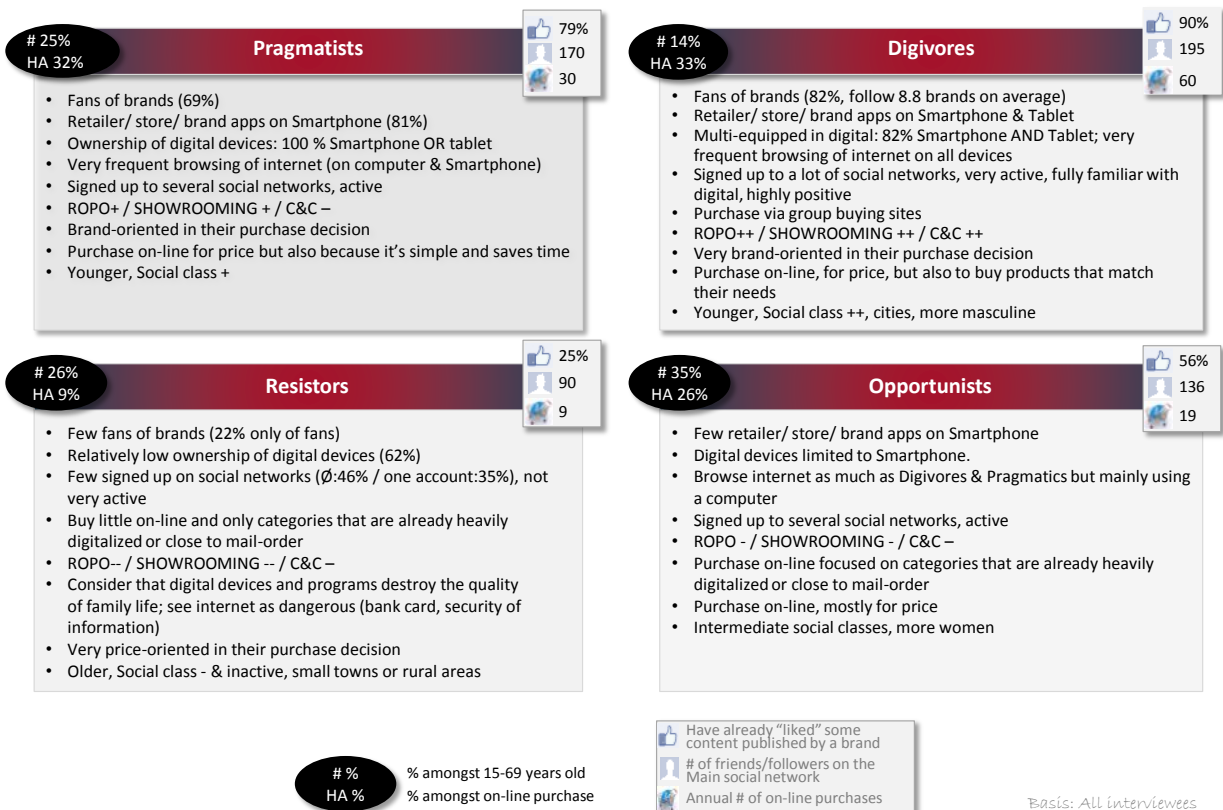 # 25%
HA 32%
Pragmatists
79%
170
30
• Fans of brands (69%)
• Retailer/ store/ brand apps on Smartphone (81%)
• Ownership of digital devices: 100 % Smartphone OR tablet
• Very frequent browsing of internet (on computer & Smartphone)
• Signed up to several social networks, active
• ROPO+ / SHOWROOMING + / C&C –
• Brand-oriented in their purchase decision
• Purchase on-line for price but also because it's simple and saves time
• Younger, Social class +
# 14%
HA 33%
Digivores
90%
195
60
• Fans of brands (82%, follow 8.8 brands on average)
• Retailer/ store/ brand apps on Smartphone & Tablet
• Multi-equipped in digital: 82% Smartphone AND Tablet; very
frequent browsing of internet on all devices
• Signed up to a lot of social networks, very active, fully familiar with
digital, highly positive
• Purchase via group buying sites
• ROPO++ / SHOWROOMING ++ / C&C ++
• Very brand-oriented in their purchase decision
• Purchase on-line, for price, but also to buy products that match
their needs
• Younger, Social class ++, cities, more masculine
# 26%
HA 9%
Resistors
25%
90
9
• Few fans of brands (22% only of fans)
• Relatively low ownership of digital devices (62%)
• Few signed up on social networks (Ø:46% / one account:35%), not
very active
• Buy little on-line and only categories that are already heavily
digitalized or close to mail-order
• ROPO-- / SHOWROOMING -- / C&C –
• Consider that digital devices and programs destroy the quality
of family life; see internet as dangerous (bank card, security of
information)
• Very price-oriented in their purchase decision
• Older, Social class - & inactive, small towns or rural areas
# 35%
HA 26%
Opportunists
56%
136
19
• Few retailer/ store/ brand apps on Smartphone
• Digital devices limited to Smartphone.
• Browse internet as much as Digivores & Pragmatics but mainly using
a computer
• Signed up to several social networks, active
• ROPO - / SHOWROOMING - / C&C –
• Purchase on-line focused on categories that are already heavily
digitalized or close to mail-order
• Purchase on-line, mostly for price
• Intermediate social classes, more women
# %
HA %
% amongst 15-69 years old
% amongst on-line purchase
Have already "liked" some
content published by a brand
# of friends/followers on the
Main social network
Annual # of on-line purchases
Basis: All interviewees